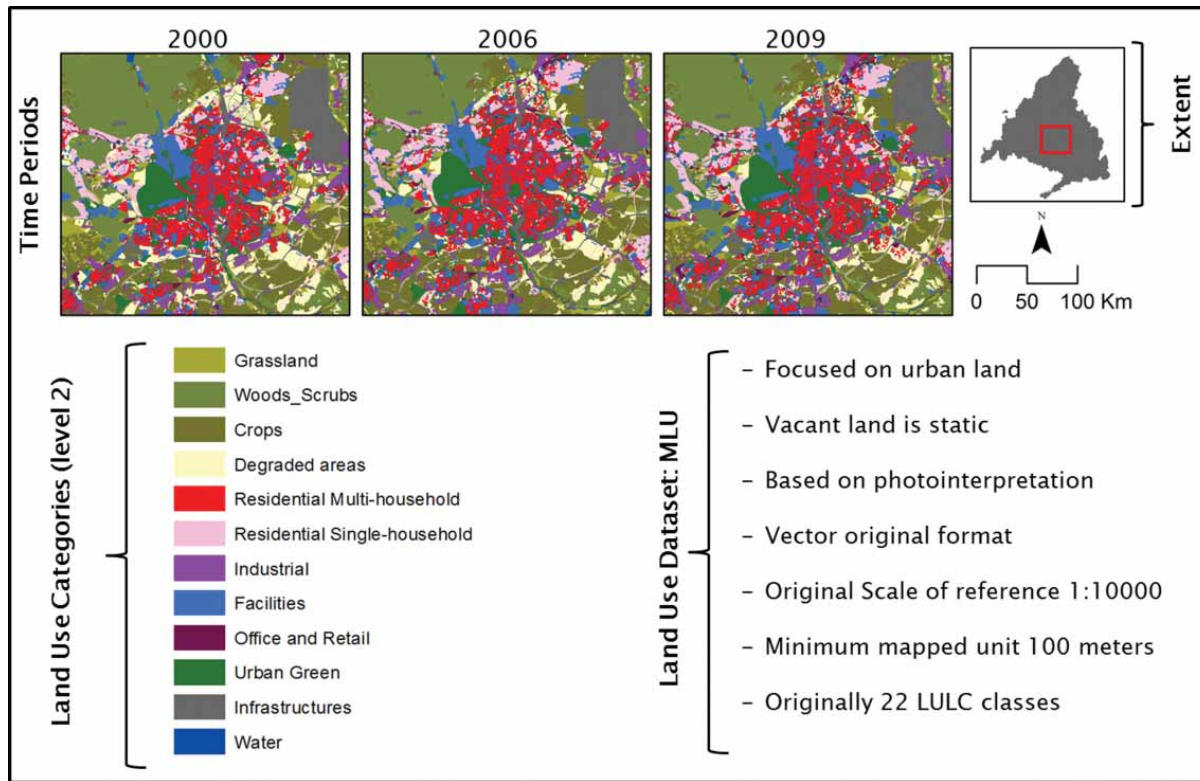 2000
2006
2009
Time Periods
Extent
N
0 50 100 Km
Land Use Categories (level 2)
Grassland
Woods_Scrubs
Crops
Degraded areas
Residential Multi-household
Residential Single-household
Industrial
Facilities
Office and Retail
Urban Green
Infrastructures
Water
Land Use Dataset: MLU
– Focused on urban land
– Vacant land is static
– Based on photointerpretation
– Vector original format
– Original Scale of reference 1:10000
– Minimum mapped unit 100 meters
– Originally 22 LULC classes